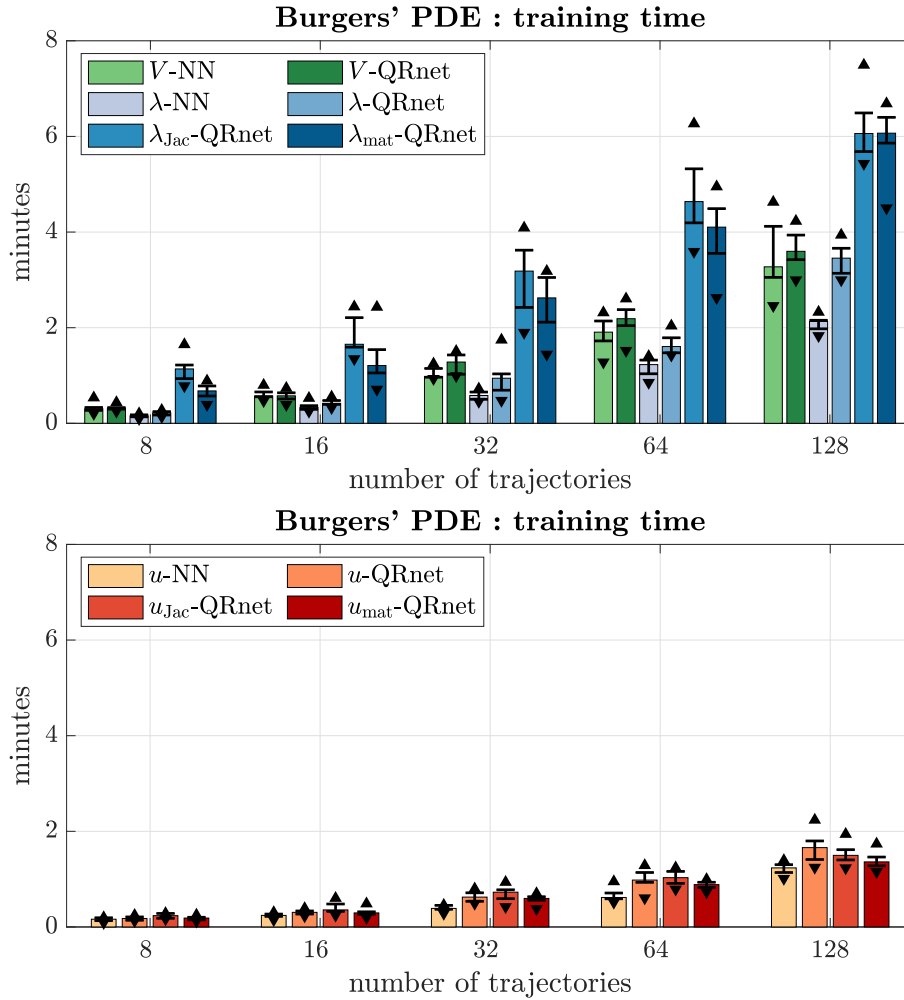 Burgers' PDE : training time
8
6
4
2
0
minutes
V-NN V-QRnet
λ-NN λ-QRnet
λJac-QRnet λmat-QRnet
8 16 32 64 128
number of trajectories
Burgers' PDE : training time
8
6
4
2
0
minutes
u-NN u-QRnet
uJac-QRnet umat-QRnet
8 16 32 64 128
number of trajectories